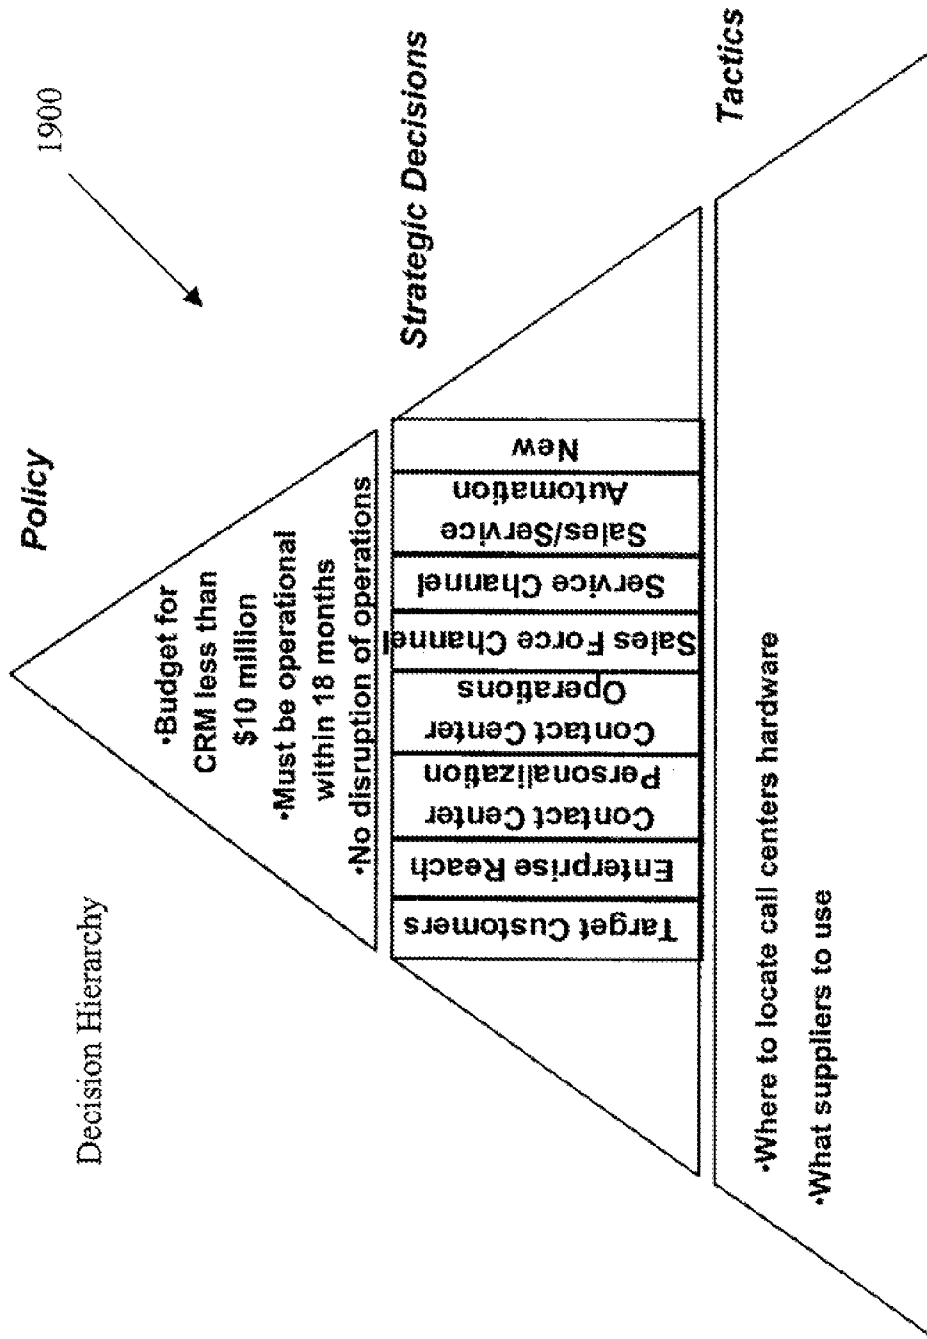 Decision Hierarchy
1900
Policy
•Budget for
CRM less than
$10 million
•Must be operational
within 18 months
•No disruption of operations
Strategic Decisions
Target Customers
Enterprise Reach
Contact Center
Personalization
Contact Center
Operations
Sales Force Channel
Service Channel
Sales/Service
Automation
New
Tactics
•Where to locate call centers hardware
•What suppliers to use